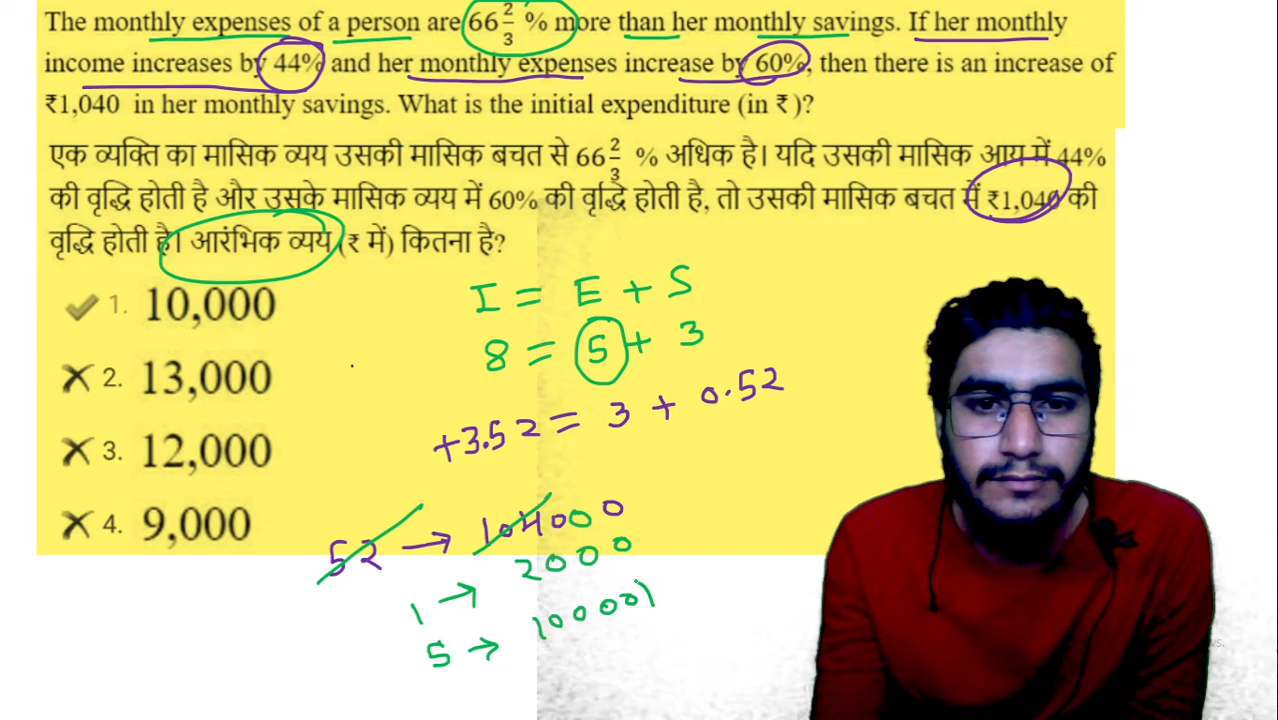 The monthly expenses of a person are 66 2/3 % more than her monthly savings. If her monthly
income increases by 44% and her monthly expenses increase by 60%, then there is an increase of
₹1,040 in her monthly savings. What is the initial expenditure (in ₹ )?
एक व्यक्ति का मासिक व्यय उसकी मासिक बचत से 66 2/3 % अधिक है। यदि उसकी मासिक आय में 44%
की वृद्धि होती है और उसके मासिक व्यय में 60% की वृद्धि होती है, तो उसकी मासिक बचत में ₹1,040 की
वृद्धि होती है। आरंभिक व्यय (₹ में) कितना है?
1. 10,000
2. 13,000
3. 12,000
4. 9,000
I = E + S
8 = 5 + 3
+3.52 = 3 + 0.52
52 → 104000
1 → 2000
5 → 10000